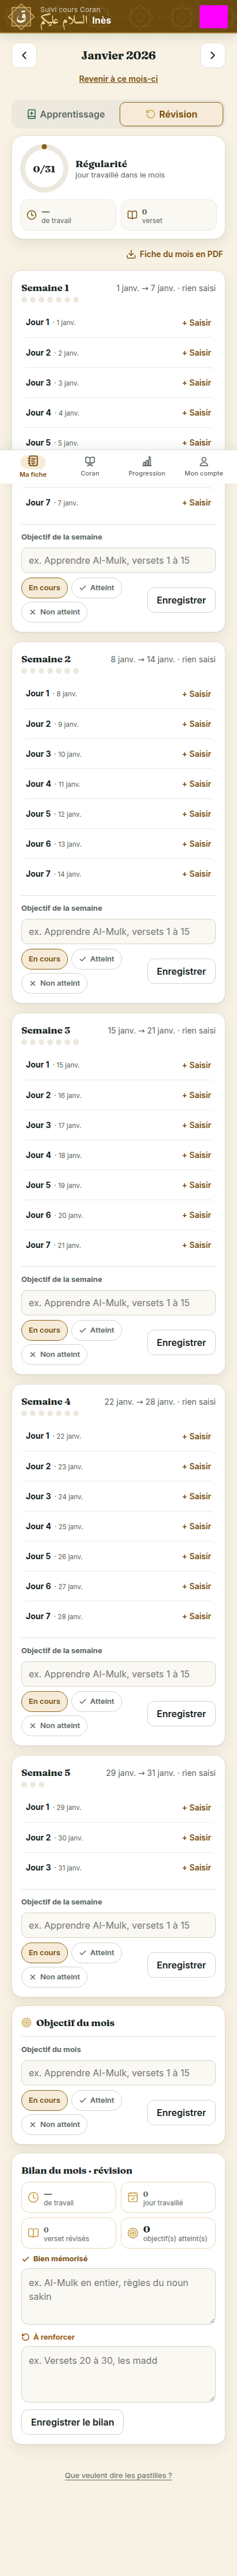 Suivi cours Coran
السلام عليكم Inès
Janvier 2026
Revenir à ce mois-ci
Apprentissage
Révision
0/31
Régularité
jour travaillé dans le mois
—
de travail
0
verset
Fiche du mois en PDF
Semaine 1
1 janv. → 7 janv. · rien saisi
Jour 1 · 1 janv.
+ Saisir
Jour 2 · 2 janv.
+ Saisir
Jour 3 · 3 janv.
+ Saisir
Jour 4 · 4 janv.
+ Saisir
Jour 5 · 5 janv.
+ Saisir
Ma fiche
Coran
Progression
Mon compte
Jour 7 · 7 janv.
+ Saisir
Objectif de la semaine
ex. Apprendre Al-Mulk, versets 1 à 15
En cours
Atteint
Non atteint
Enregistrer
Semaine 2
8 janv. → 14 janv. · rien saisi
Jour 1 · 8 janv.
+ Saisir
Jour 2 · 9 janv.
+ Saisir
Jour 3 · 10 janv.
+ Saisir
Jour 4 · 11 janv.
+ Saisir
Jour 5 · 12 janv.
+ Saisir
Jour 6 · 13 janv.
+ Saisir
Jour 7 · 14 janv.
+ Saisir
Objectif de la semaine
ex. Apprendre Al-Mulk, versets 1 à 15
En cours
Atteint
Non atteint
Enregistrer
Semaine 3
15 janv. → 21 janv. · rien saisi
Jour 1 · 15 janv.
+ Saisir
Jour 2 · 16 janv.
+ Saisir
Jour 3 · 17 janv.
+ Saisir
Jour 4 · 18 janv.
+ Saisir
Jour 5 · 19 janv.
+ Saisir
Jour 6 · 20 janv.
+ Saisir
Jour 7 · 21 janv.
+ Saisir
Objectif de la semaine
ex. Apprendre Al-Mulk, versets 1 à 15
En cours
Atteint
Non atteint
Enregistrer
Semaine 4
22 janv. → 28 janv. · rien saisi
Jour 1 · 22 janv.
+ Saisir
Jour 2 · 23 janv.
+ Saisir
Jour 3 · 24 janv.
+ Saisir
Jour 4 · 25 janv.
+ Saisir
Jour 5 · 26 janv.
+ Saisir
Jour 6 · 27 janv.
+ Saisir
Jour 7 · 28 janv.
+ Saisir
Objectif de la semaine
ex. Apprendre Al-Mulk, versets 1 à 15
En cours
Atteint
Non atteint
Enregistrer
Semaine 5
29 janv. → 31 janv. · rien saisi
Jour 1 · 29 janv.
+ Saisir
Jour 2 · 30 janv.
+ Saisir
Jour 3 · 31 janv.
+ Saisir
Objectif de la semaine
ex. Apprendre Al-Mulk, versets 1 à 15
En cours
Atteint
Non atteint
Enregistrer
Objectif du mois
Objectif du mois
ex. Apprendre Al-Mulk, versets 1 à 15
En cours
Atteint
Non atteint
Enregistrer
Bilan du mois · révision
—
de travail
0
jour travaillé
0
verset révisés
0
objectif(s) atteint(s)
Bien mémorisé
ex. Al-Mulk en entier, règles du noun
sakin
À renforcer
ex. Versets 20 à 30, les madd
Enregistrer le bilan
Que veulent dire les pastilles ?